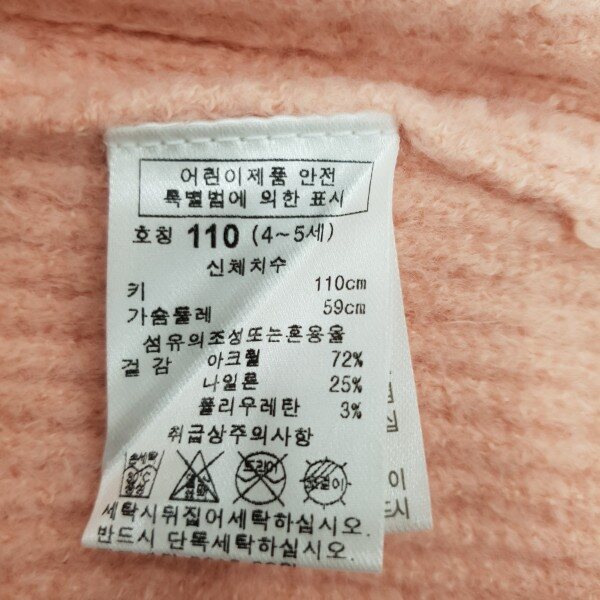 어린이제품 안전
특별법에 의한 표시
호칭 110 (4~5세)
신체치수
키 110cm
가슴둘레 59cm
섬유의조성또는혼용율
겉감 아크릴 72%
나일론 25%
폴리우레탄 3%
취급상주의사항
드라이
세탁시뒤집어세탁하십시오.
반드시 단독세탁하십시오.